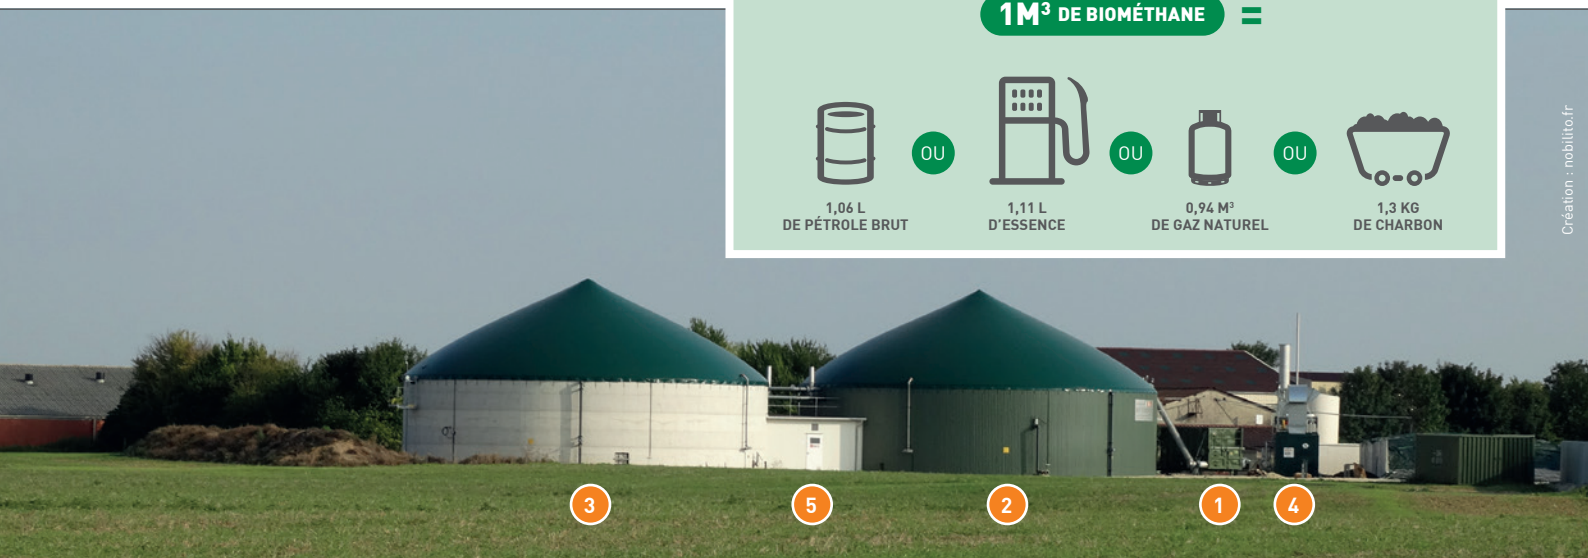 1M³ DE BIOMÉTHANE =
OU
OU
OU
1,06 L
DE PÉTROLE BRUT
1,11 L
D'ESSENCE
0,94 M³
DE GAZ NATUREL
1,3 KG
DE CHARBON
Création : nobilito.fr
3
5
2
1
4